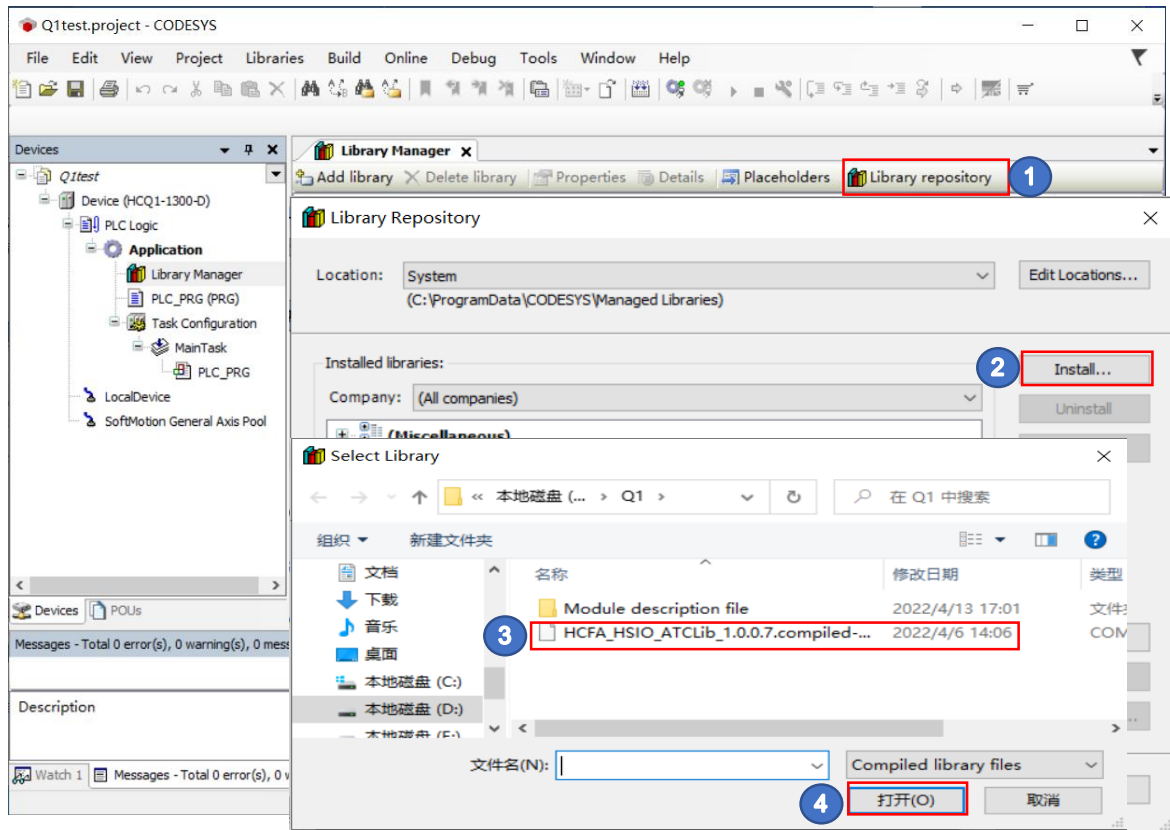 Q1test.project - CODESYS
File Edit View Project Libraries Build Online Debug Tools Window Help
Devices
Q1test
Device (HCQ1-1300-D)
PLC Logic
Application
Library Manager
PLC_PRG (PRG)
Task Configuration
MainTask
PLC_PRG
LocalDevice
SoftMotion General Axis Pool
Devices POUs
Messages - Total 0 error(s), 0 warning(s), 0 mess
Description
Watch 1 Messages - Total 0 error(s), 0 v
Library Manager
Add library Delete library Properties Details Placeholders Library repository 1
Library Repository
Location: System Edit Locations...
(C:\ProgramData\CODESYS\Managed Libraries)
Installed libraries: 2 Install...
Company: (All companies) Uninstall
(Miscellaneous)
Select Library
« 本地磁盘 (... › Q1 › 在 Q1 中搜索
组织 新建文件夹
文档 名称 修改日期 类型
下载 Module description file 2022/4/13 17:01 文件
音乐 3 HCFA_HSIO_ATCLib_1.0.0.7.compiled-... 2022/4/6 14:06 COM
桌面
本地磁盘 (C:)
本地磁盘 (D:)
本地磁盘 (E:)
文件名(N): Compiled library files
4 打开(O) 取消